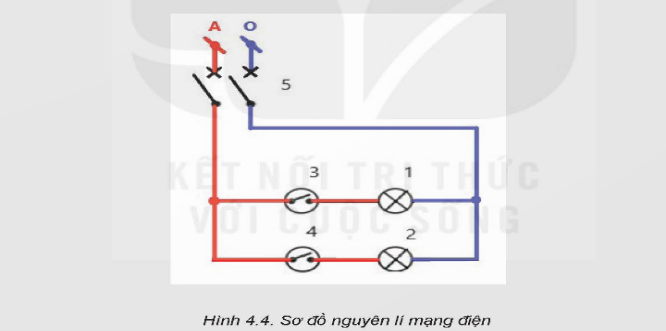 A O
5
3 1
KẾT NỐI TRI THỨC
VỚI CUỘC SỐNG
4 2
Hình 4.4. Sơ đồ nguyên lí mạng điện